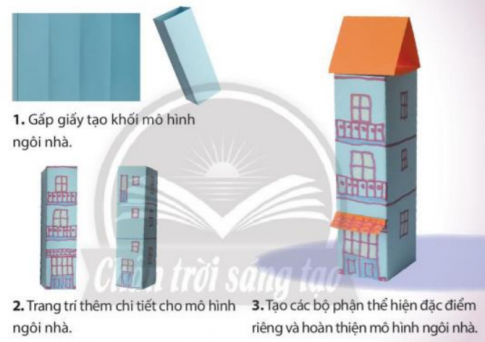 1. Gấp giấy tạo khối mô hình
ngôi nhà.
2. Trang trí thêm chi tiết cho mô hình
ngôi nhà.
3. Tạo các bộ phận thể hiện đặc điểm
riêng và hoàn thiện mô hình ngôi nhà.
Chân trời sáng tạo